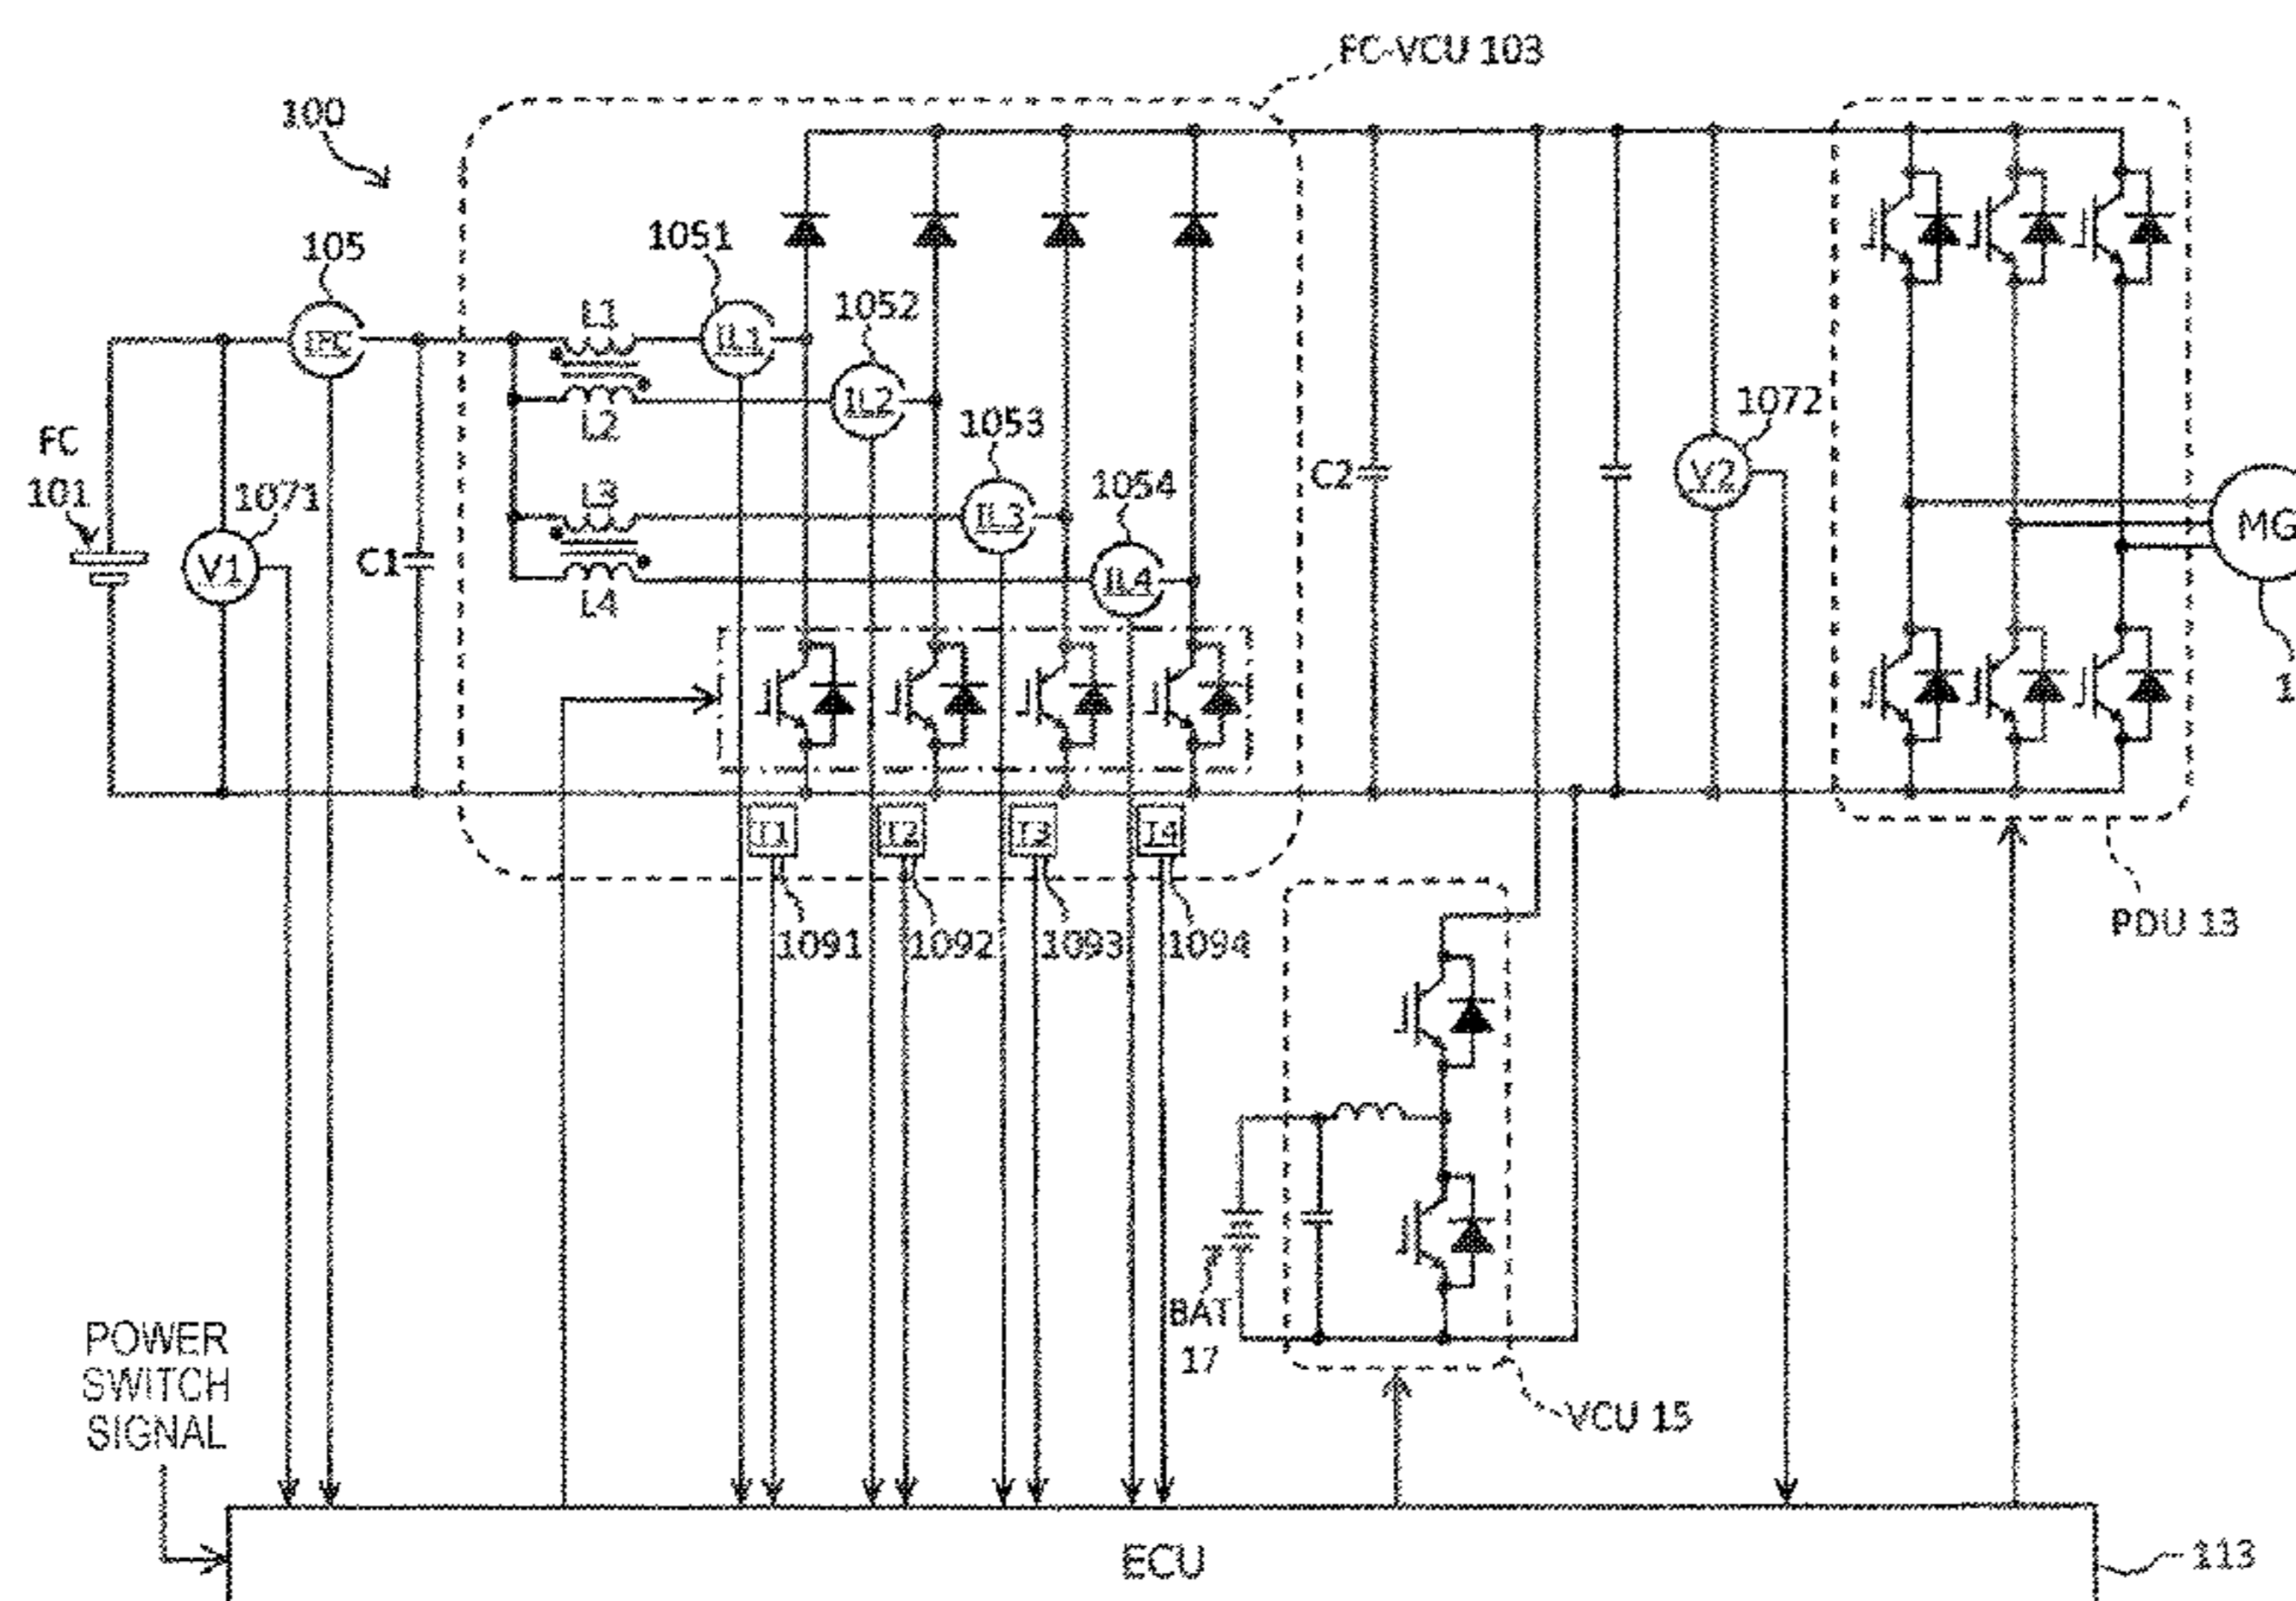 FC-VCU 103
100
105
1051
L1
1052
IFC
IL1
1072
FC
L2
IL2
1053
101
1071
L3
1054
C2
V2
V1
C1
IL3
MG
L4
IL4
1
T1
T2
T3
T4
1091
1092
1093
1094
PDU 13
BAT
17
POWER
SWITCH
SIGNAL
VCU 15
ECU
113